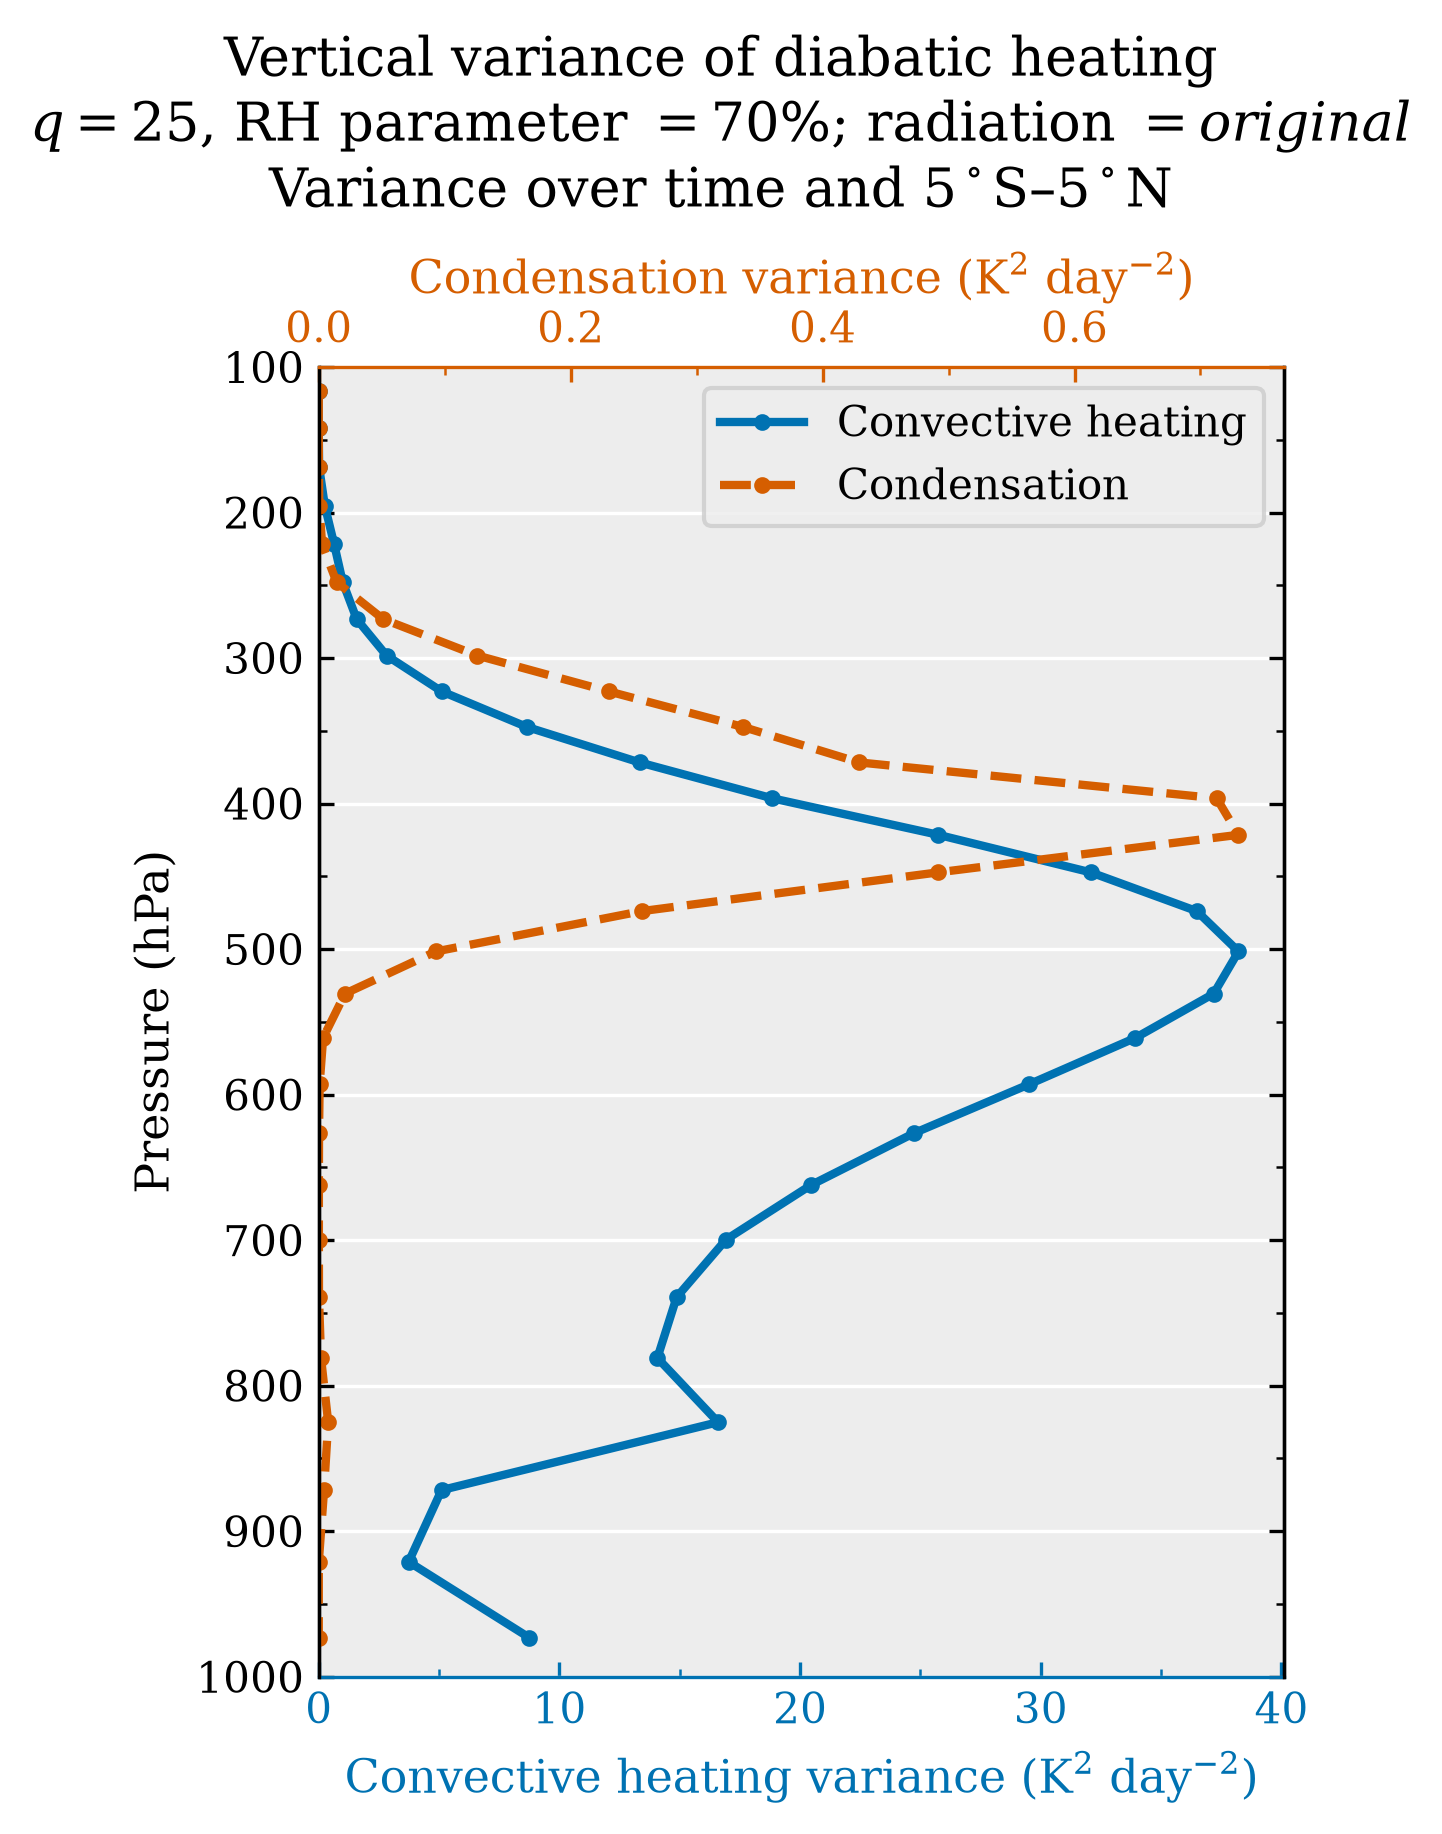 Vertical variance of diabatic heating
q = 25, RH parameter = 70%; radiation = original
Variance over time and 5°S–5°N
Condensation variance (K² day⁻²)
0.0 0.2 0.4 0.6
Convective heating
Condensation
Pressure (hPa)
100
200
300
400
500
600
700
800
900
1000
0 10 20 30 40
Convective heating variance (K² day⁻²)